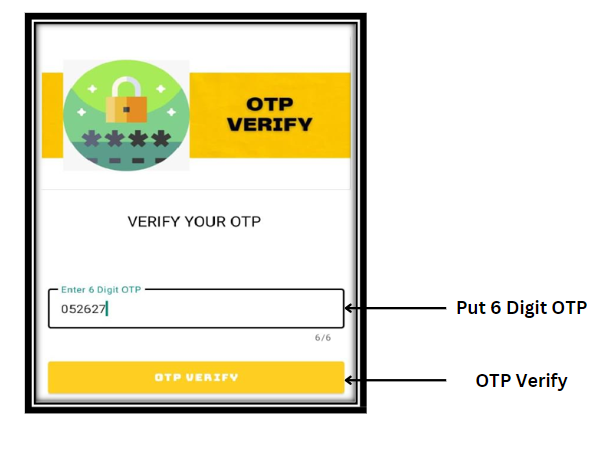 OTP
VERIFY
VERIFY YOUR OTP
Enter 6 Digit OTP
052627
6/6
OTP VERIFY
Put 6 Digit OTP
OTP Verify